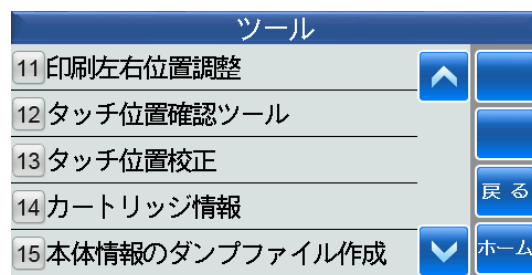 ツール
11 印刷左右位置調整
12 タッチ位置確認ツール
13 タッチ位置校正
14 カートリッジ情報
15 本体情報のダンプファイル作成
戻る
ホーム